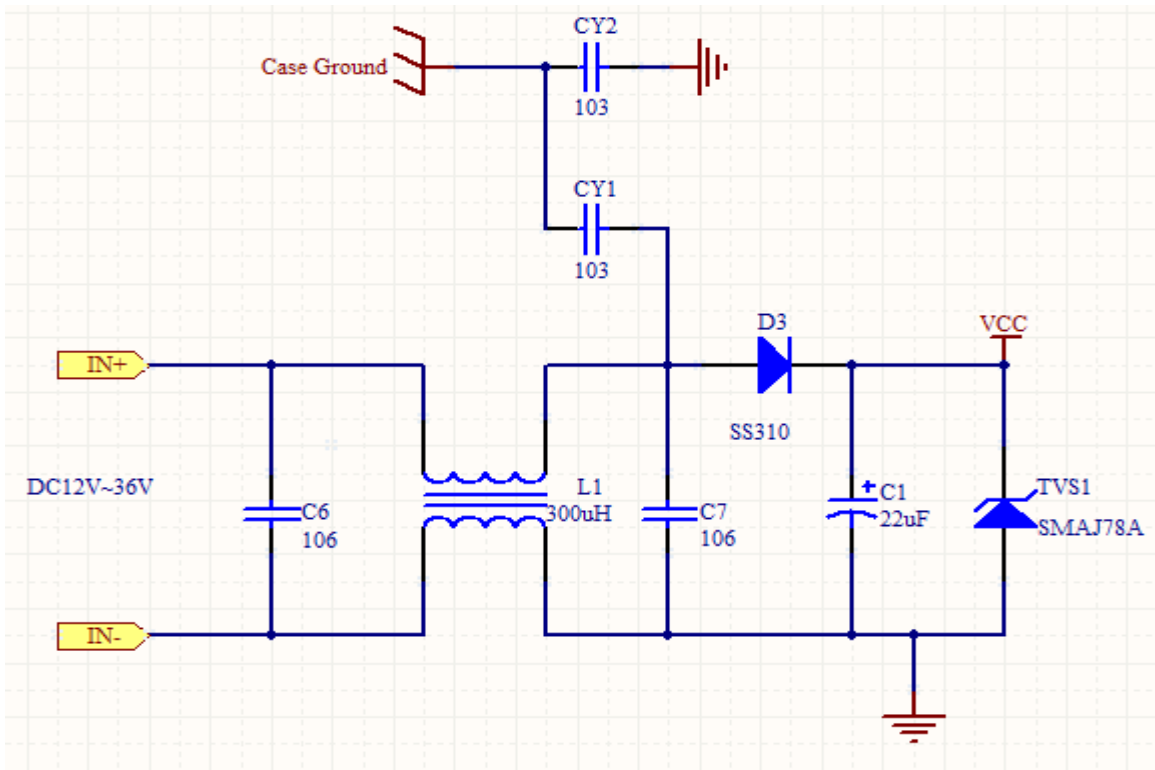 CY2
Case Ground
103
CY1
103
D3
VCC
IN+
SS310
DC12V~36V
L1
300uH
C6
106
C7
106
C1
22uF
TVS1
SMAJ78A
IN-